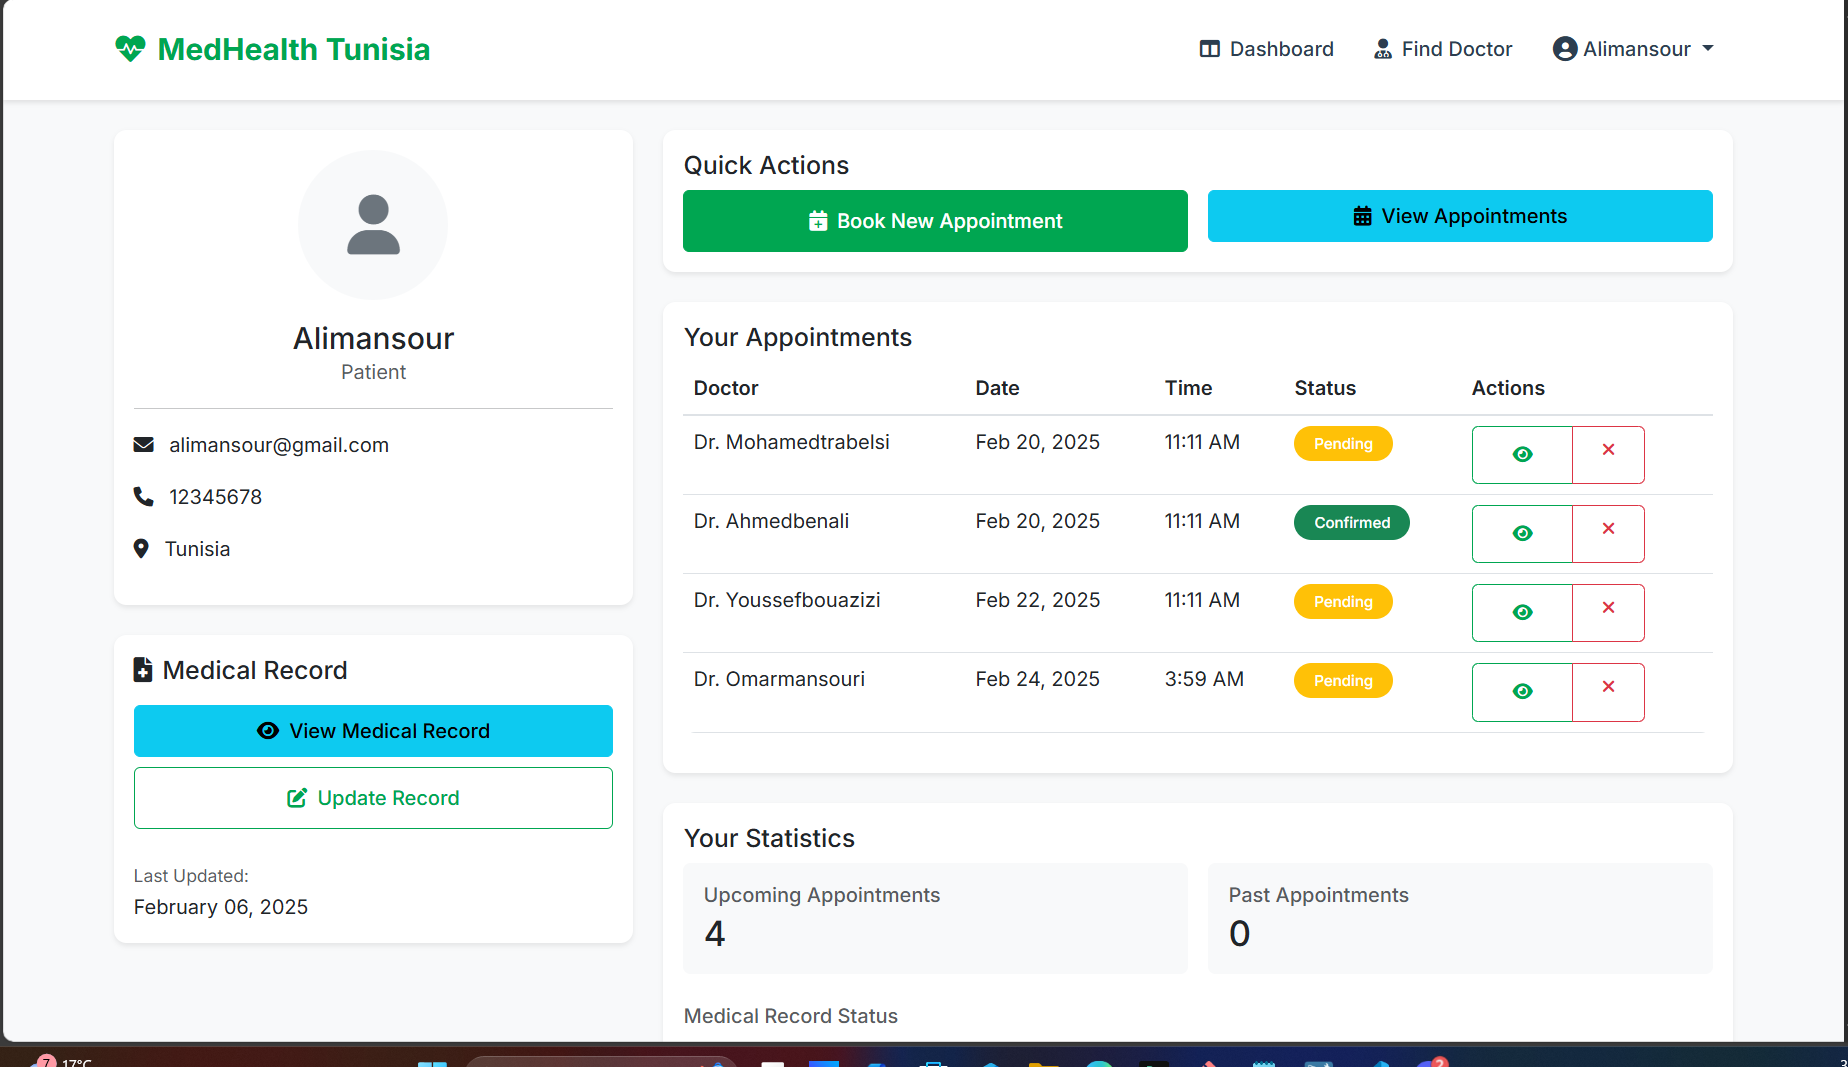 MedHealth Tunisia
Dashboard Find Doctor Alimansour
Alimansour
Patient
alimansour@gmail.com
12345678
Tunisia
Medical Record
View Medical Record
Update Record
Last Updated:
February 06, 2025
Quick Actions
Book New Appointment View Appointments
Your Appointments
Doctor Date Time Status Actions
Dr. Mohamedtrabelsi Feb 20, 2025 11:11 AM Pending
Dr. Ahmedbenali Feb 20, 2025 11:11 AM Confirmed
Dr. Youssefbouazizi Feb 22, 2025 11:11 AM Pending
Dr. Omarmansouri Feb 24, 2025 3:59 AM Pending
Your Statistics
Upcoming Appointments Past Appointments
4 0
Medical Record Status
7 17°C 2